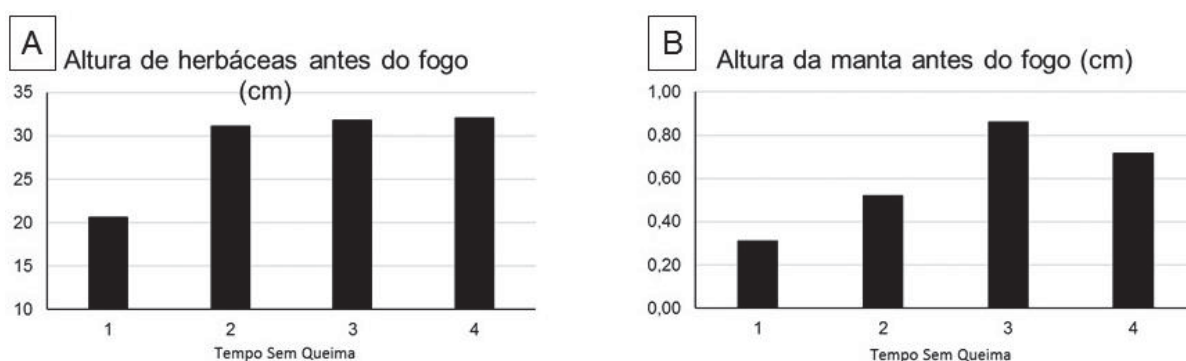 A
Altura de herbáceas antes do fogo
(cm)
35
30
25
20
15
10
1 2 3 4
Tempo Sem Queima
B
Altura da manta antes do fogo (cm)
1,00
0,80
0,60
0,40
0,20
0,00
1 2 3 4
Tempo Sem Queima